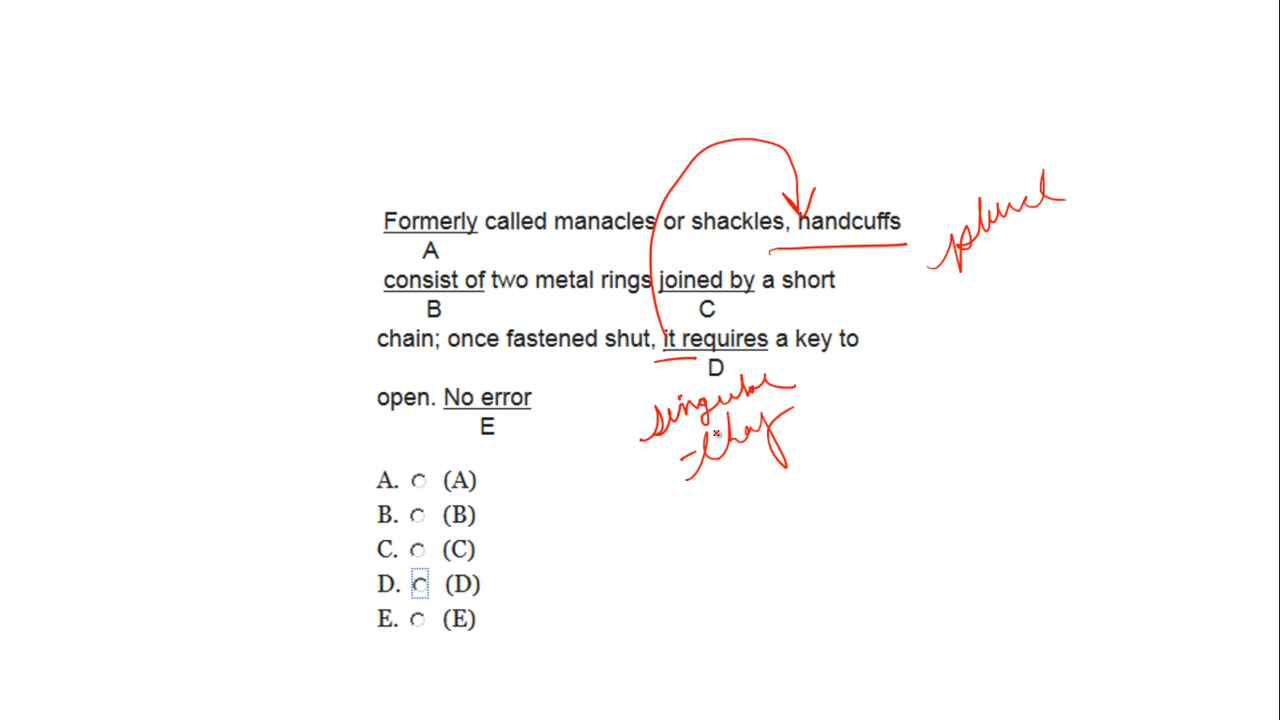 Formerly called manacles or shackles, handcuffs
A
plural
consist of two metal rings joined by a short
B C
chain; once fastened shut, it requires a key to
D
singular
they
open. No error
E
A. (A)
B. (B)
C. (C)
D. (D)
E. (E)